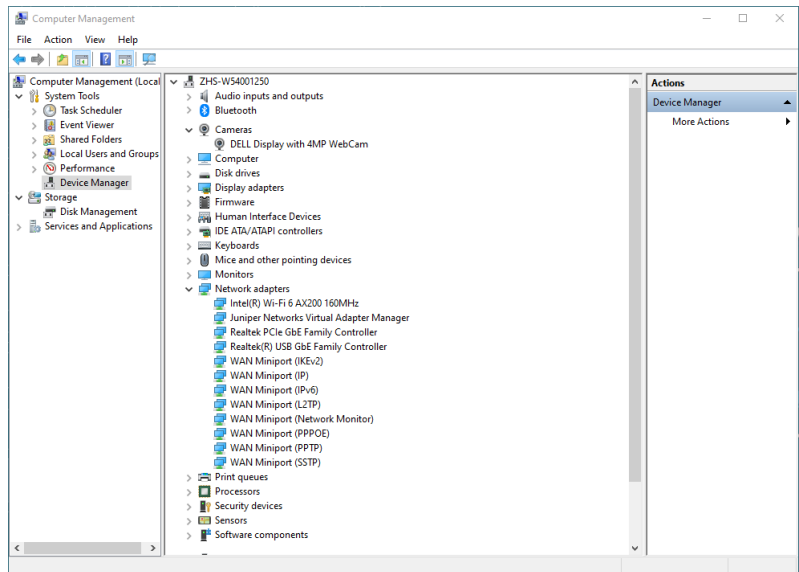 Computer Management
File Action View Help
Computer Management (Local
System Tools
Task Scheduler
Event Viewer
Shared Folders
Local Users and Groups
Performance
Device Manager
Storage
Disk Management
Services and Applications
ZHS-W54001250
Audio inputs and outputs
Bluetooth
Cameras
DELL Display with 4MP WebCam
Computer
Disk drives
Display adapters
Firmware
Human Interface Devices
IDE ATA/ATAPI controllers
Keyboards
Mice and other pointing devices
Monitors
Network adapters
Intel(R) Wi-Fi 6 AX200 160MHz
Juniper Networks Virtual Adapter Manager
Realtek PCIe GbE Family Controller
Realtek(R) USB GbE Family Controller
WAN Miniport (IKEv2)
WAN Miniport (IP)
WAN Miniport (IPv6)
WAN Miniport (L2TP)
WAN Miniport (Network Monitor)
WAN Miniport (PPPOE)
WAN Miniport (PPTP)
WAN Miniport (SSTP)
Print queues
Processors
Security devices
Sensors
Software components
Actions
Device Manager
More Actions